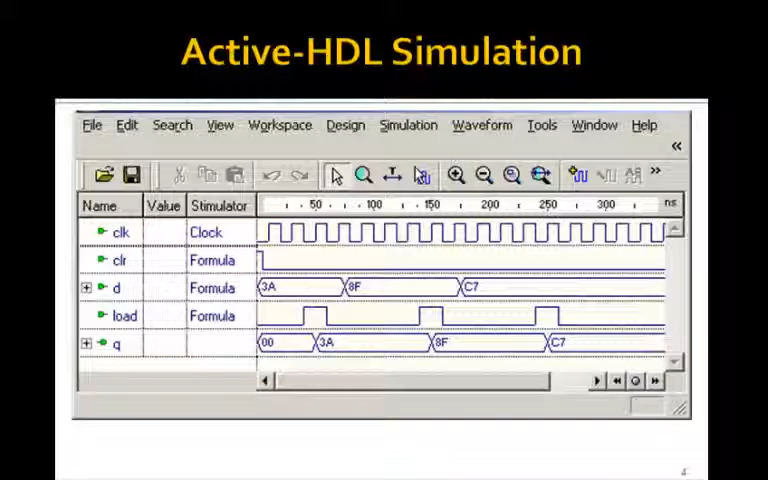 Active-HDL Simulation
File Edit Search View Workspace Design Simulation Waveform Tools Window Help
Name Value Stimulator 50 100 150 200 250 300 ns
clk Clock
clr Formula
d Formula 3A 8F C7
load Formula
q 00 3A 8F C7
4